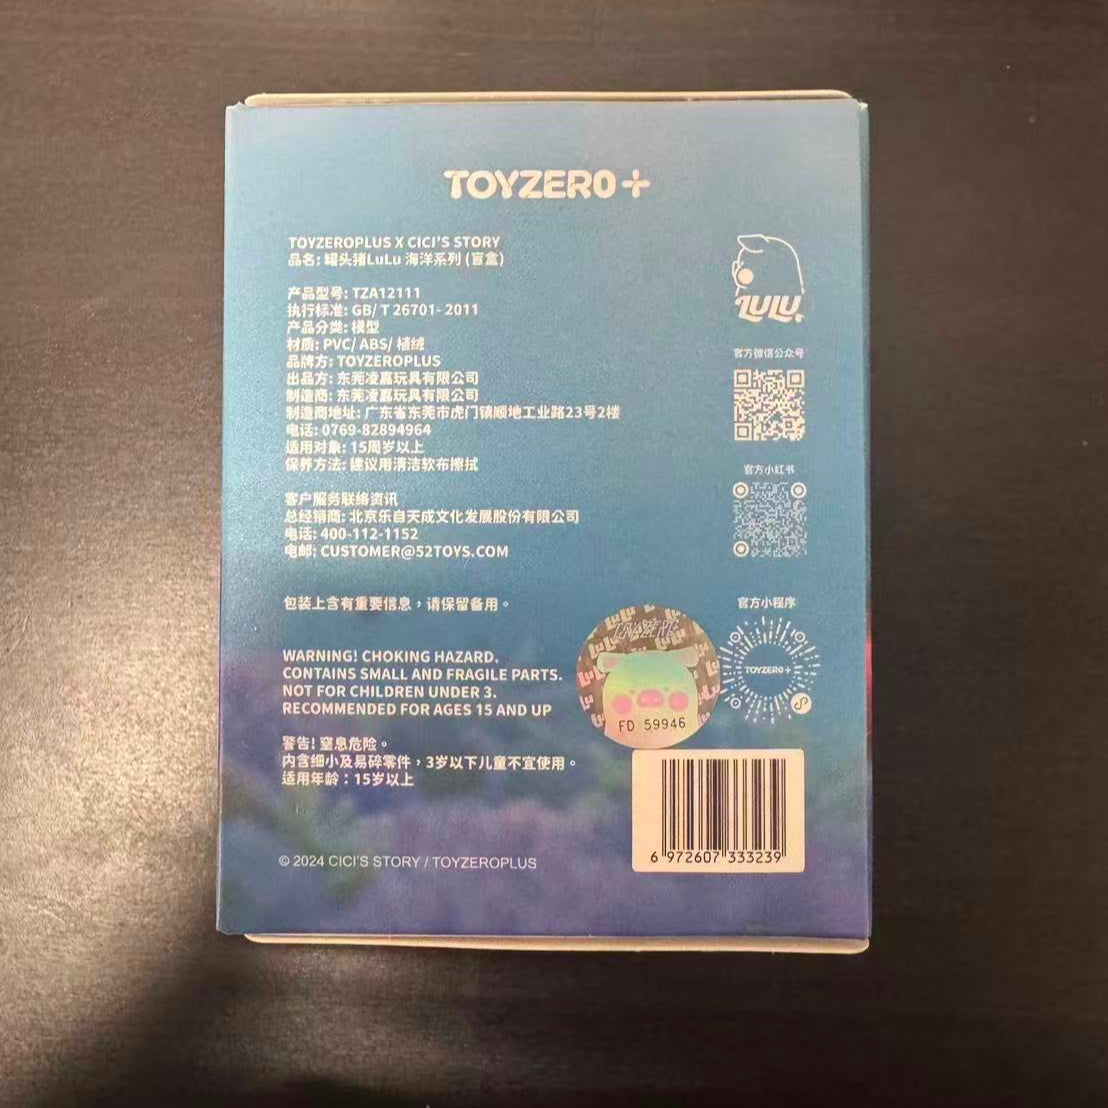 TOYZERO+
TOYZEROPLUS X CICI'S STORY
品名: 罐头猪LuLu 海洋系列 (盲盒)
产品型号: TZA12111
执行标准: GB/ T 26701- 2011
产品分类: 模型
材质: PVC/ ABS/ 植绒
品牌方: TOYZEROPLUS
出品方: 东莞凌嘉玩具有限公司
制造商: 东莞凌嘉玩具有限公司
制造商地址: 广东省东莞市虎门镇顺地工业路23号2楼
电话: 0769-82894964
适用对象: 15周岁以上
保养方法: 建议用清洁软布擦拭
客户服务联络资讯
总经销商: 北京乐自天成文化发展股份有限公司
电话: 400-112-1152
电邮: CUSTOMER@52TOYS.COM
包装上含有重要信息，请保留备用。
WARNING! CHOKING HAZARD.
CONTAINS SMALL AND FRAGILE PARTS.
NOT FOR CHILDREN UNDER 3.
RECOMMENDED FOR AGES 15 AND UP
警告! 窒息危险。
内含细小及易碎零件，3岁以下儿童不宜使用。
适用年龄：15岁以上
© 2024 CICI'S STORY / TOYZEROPLUS
LULU
官方微信公众号
官方小红书
官方小程序
TOYZERO+
FD 59946
6 972607 333239